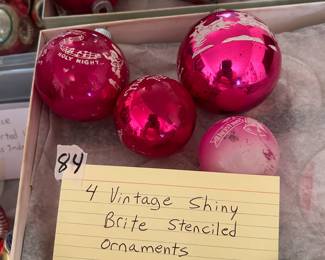 HOLY NIGHT
84
4 Vintage Shiny
Brite Stenciled
Ornaments